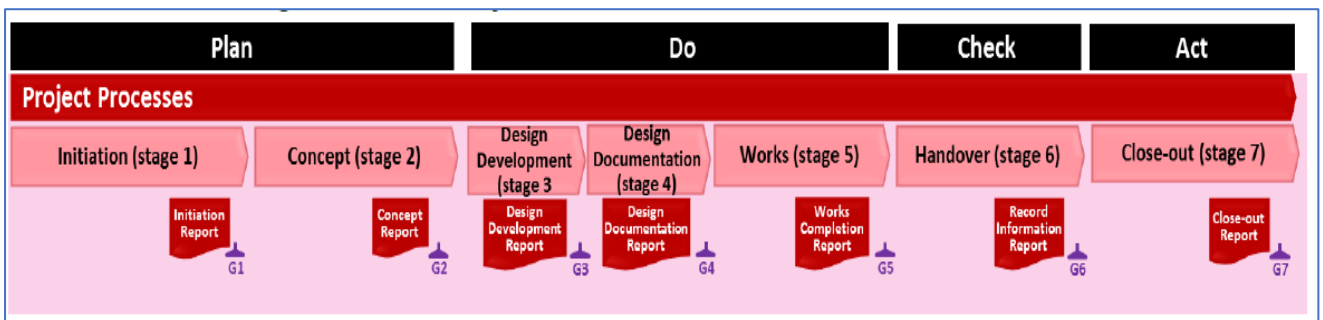 Plan
Do
Check
Act
Project Processes
Initiation (stage 1)
Concept (stage 2)
Design
Development
(stage 3
Design
Documentation
(stage 4)
Works (stage 5)
Handover (stage 6)
Close-out (stage 7)
Initiation
Report
G1
Concept
Report
G2
Design
Development
Report
G3
Design
Documentation
Report
G4
Works
Completion
Report
G5
Record
Information
Report
G6
Close-out
Report
G7